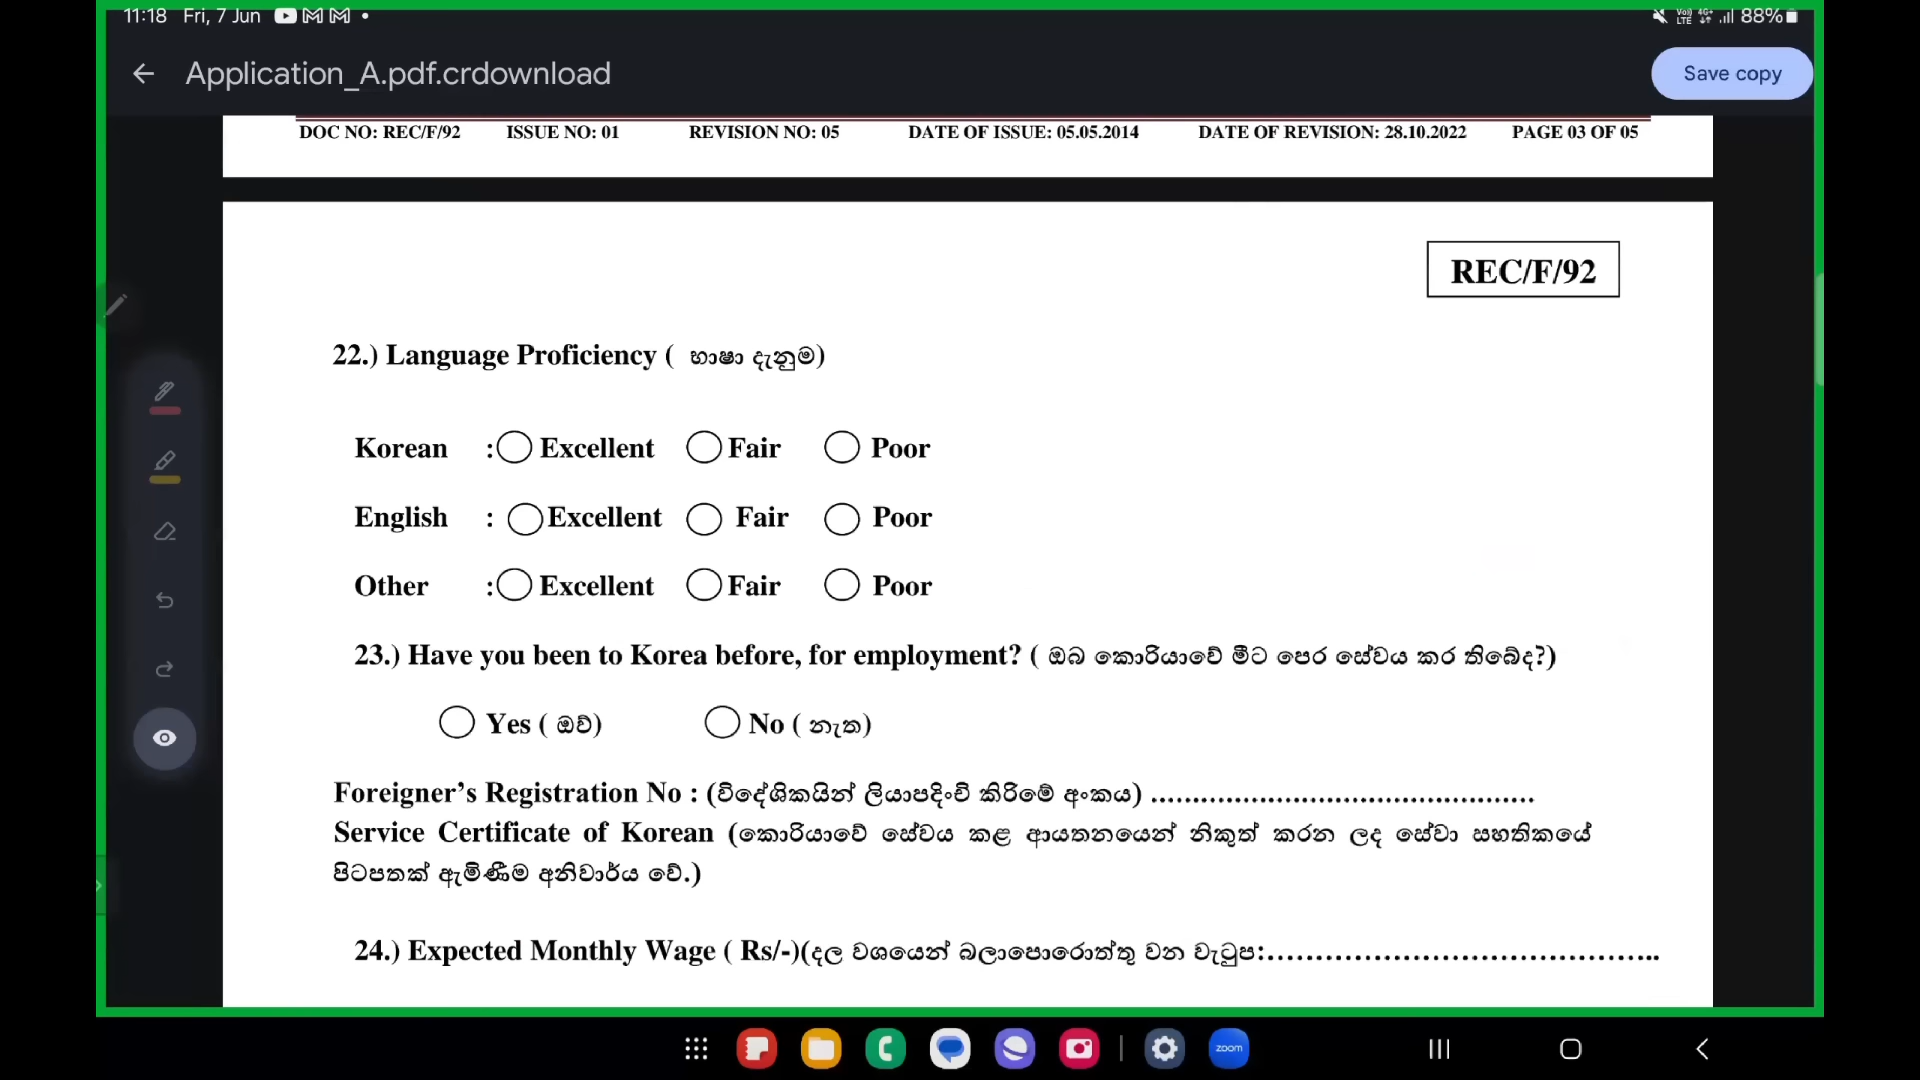 11:18 Fri, 7 Jun
88%
Application_A.pdf.crdownload
Save copy
DOC NO: REC/F/92 ISSUE NO: 01 REVISION NO: 05 DATE OF ISSUE: 05.05.2014 DATE OF REVISION: 28.10.2022 PAGE 03 OF 05
REC/F/92
22.) Language Proficiency ( භාෂා දැනුම)
Korean : Excellent Fair Poor
English : Excellent Fair Poor
Other : Excellent Fair Poor
23.) Have you been to Korea before, for employment? ( ඔබ කොරියාවේ මීට පෙර සේවය කර තිබේද?)
Yes ( ඔව්) No ( නැත)
Foreigner’s Registration No : (විදේශිකයින් ලියාපදිංචි කිරිමේ අංකය) ..............................................
Service Certificate of Korean (කොරියාවේ සේවය කළ ආයතනයෙන් නිකුත් කරන ලද සේවා සහතිකයේ
පිටපතක් ඇමිණීම අනිවාර්ය වේ.)
24.) Expected Monthly Wage ( Rs/-)(දල වශයෙන් බලාපොරොත්තු වන වැටුප:..........................................
zoom